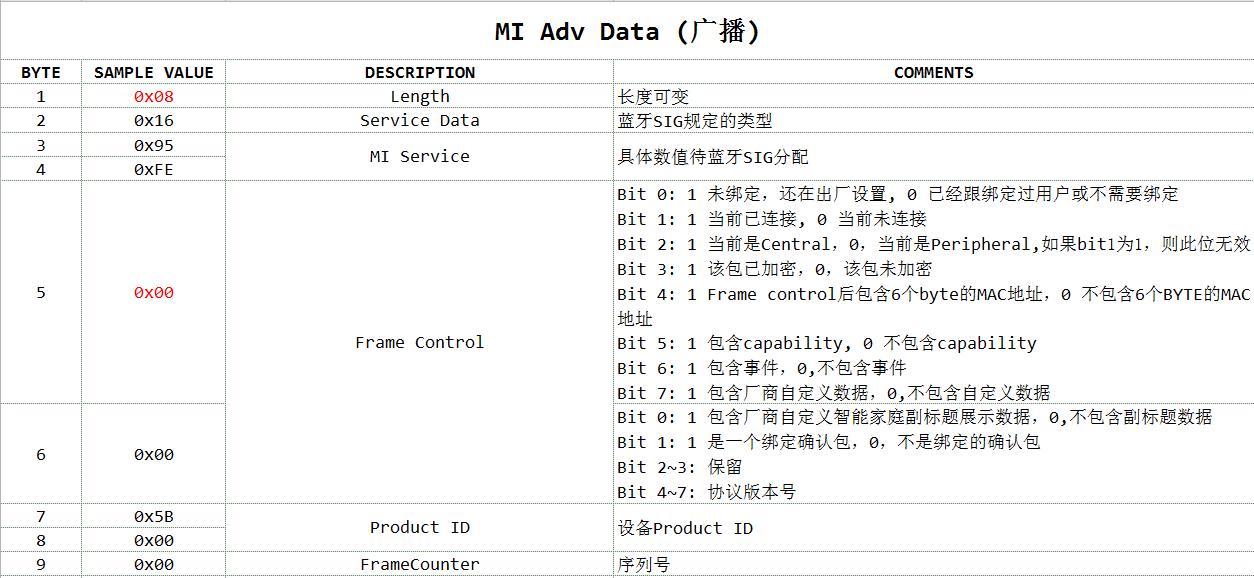 MI Adv Data (广播)
BYTE SAMPLE VALUE DESCRIPTION COMMENTS
1 0x08 Length 长度可变
2 0x16 Service Data 蓝牙SIG规定的类型
3 0x95
MI Service 具体数值待蓝牙SIG分配
4 0xFE
Bit 0: 1 未绑定，还在出厂设置, 0 已经跟绑定过用户或不需要绑定
Bit 1: 1 当前已连接, 0 当前未连接
Bit 2: 1 当前是Central，0，当前是Peripheral,如果bit1为1，则此位无效
Bit 3: 1 该包已加密，0，该包未加密
5 0x00
Bit 4: 1 Frame control后包含6个byte的MAC地址，0 不包含6个BYTE的MAC
地址
Frame Control
Bit 5: 1 包含capability, 0 不包含capability
Bit 6: 1 包含事件，0,不包含事件
Bit 7: 1 包含厂商自定义数据，0,不包含自定义数据
Bit 0: 1 包含厂商自定义智能家庭副标题展示数据，0,不包含副标题数据
Bit 1: 1 是一个绑定确认包，0，不是绑定的确认包
6 0x00
Bit 2~3: 保留
Bit 4~7: 协议版本号
7 0x5B
Product ID 设备Product ID
8 0x00
9 0x00 FrameCounter 序列号